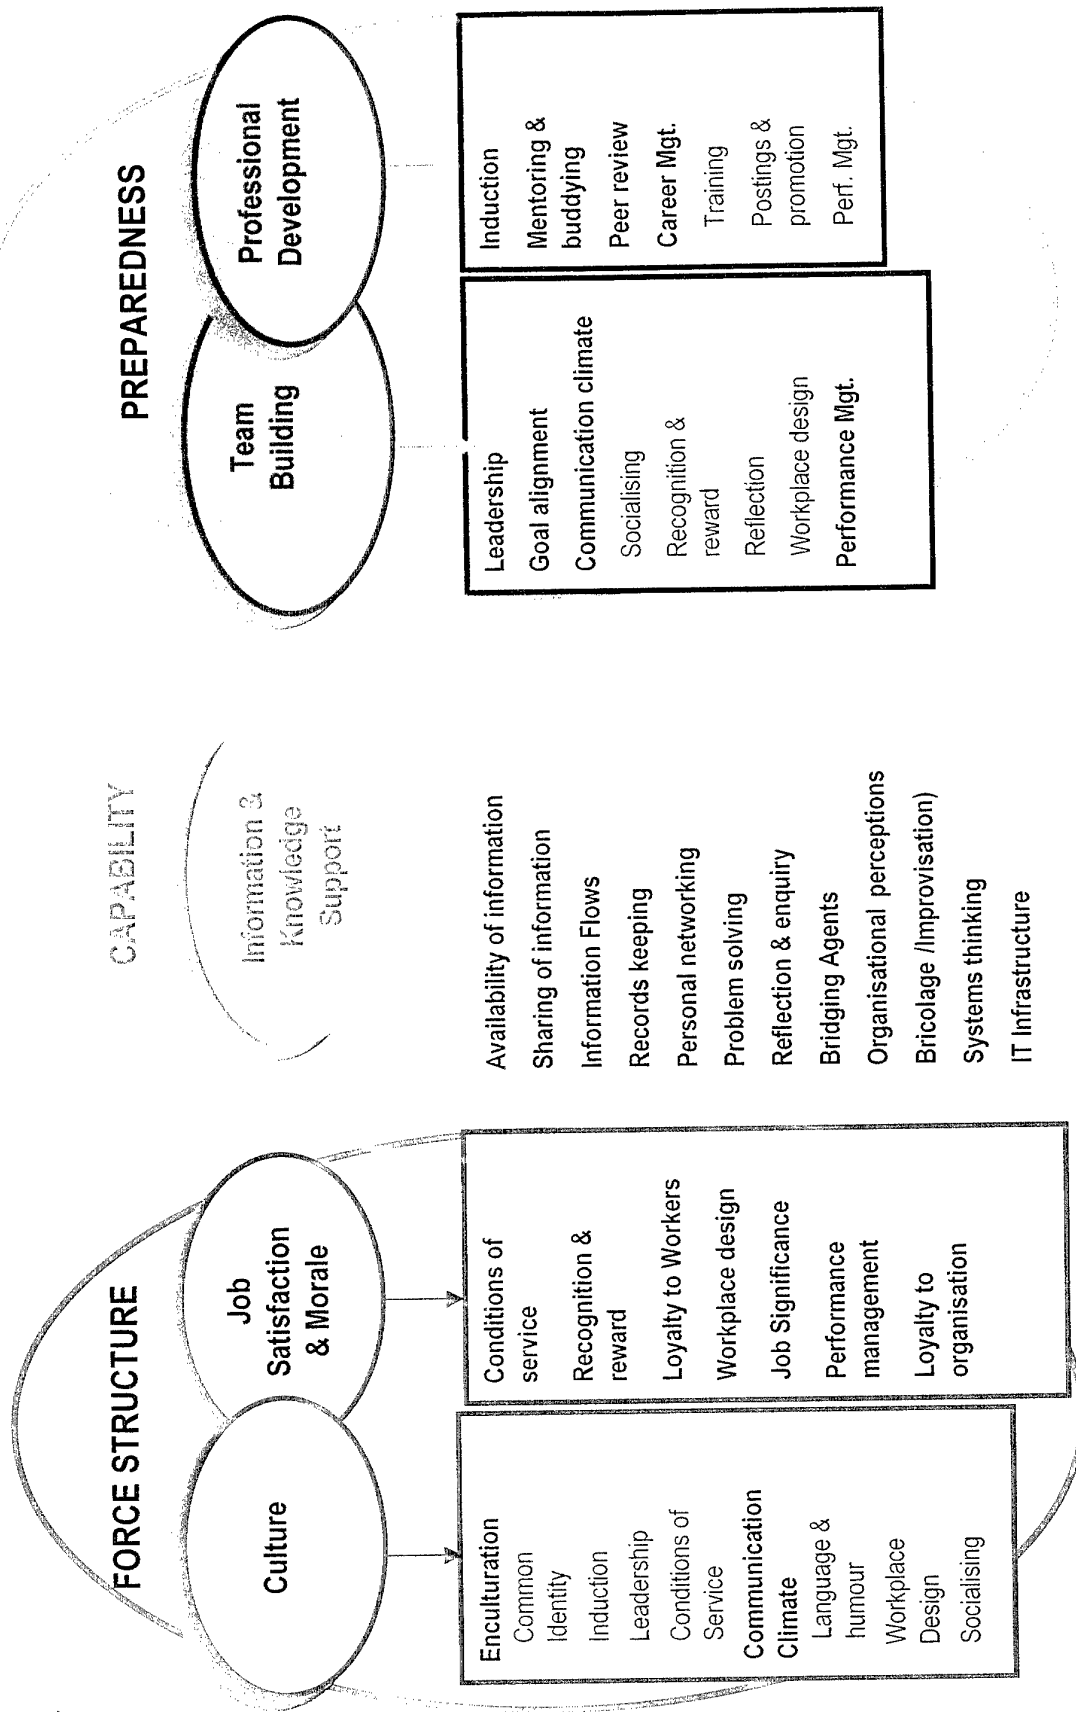 FORCE STRUCTURE
Culture
Enculturation
Common
Identity
Induction
Leadership
Conditions of
Service
Communication
Climate
Language &
humour
Workplace
Design
Socialising
Job
Satisfaction
& Morale
Conditions of
service
Recognition &
reward
Loyalty to Workers
Workplace design
Job Significance
Performance
management
Loyalty to
organisation
CAPABILITY
Information &
Knowledge
Support
Availability of information
Sharing of information
Information Flows
Records keeping
Personal networking
Problem solving
Reflection & enquiry
Bridging Agents
Organisational perceptions
Bricolage /Improvisation)
Systems thinking
IT Infrastructure
PREPAREDNESS
Team
Building
Leadership
Goal alignment
Communication climate
Socialising
Recognition &
reward
Reflection
Workplace design
Performance Mgt.
Professional
Development
Induction
Mentoring &
buddying
Peer review
Career Mgt.
Training
Postings &
promotion
Perf. Mgt.